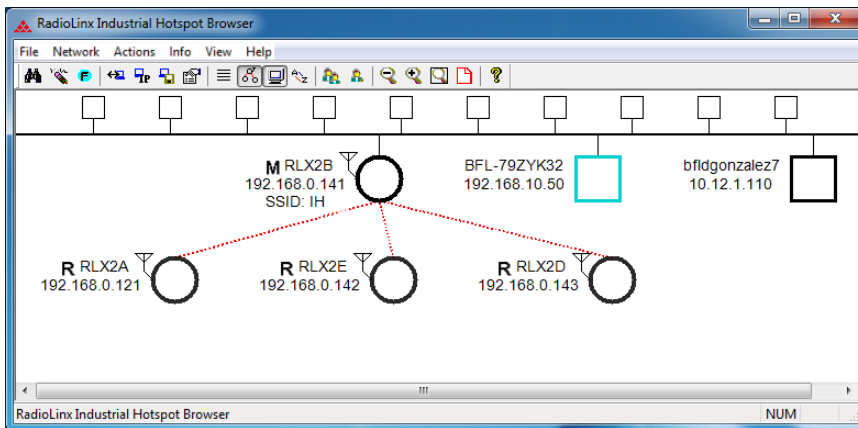 RadioLinx Industrial Hotspot Browser
File Network Actions Info View Help
F IP A Z ?
M RLX2B
192.168.0.141
SSID: IH
BFL-79ZYK32
192.168.10.50
bfldgonzalez7
10.12.1.110
R RLX2A
192.168.0.121
R RLX2E
192.168.0.142
R RLX2D
192.168.0.143
RadioLinx Industrial Hotspot Browser NUM